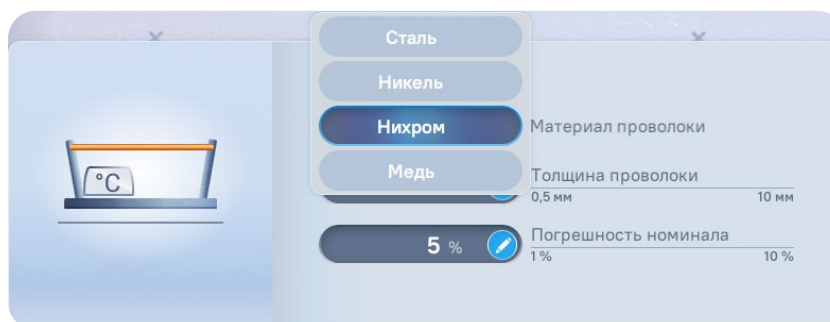 Сталь
Никель
Нихром
Медь
Материал проволоки
Толщина проволоки
0,5 мм 10 мм
°C
5 %
Погрешность номинала
1 % 10 %